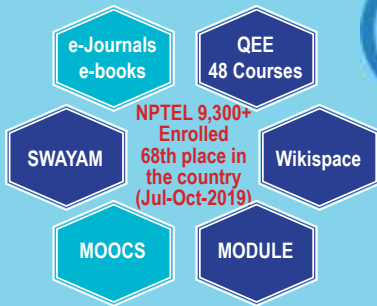 e-Journals
e-books
QEE
48 Courses
NPTEL 9,300+
Enrolled
68th place in
the country
(Jul-Oct-2019)
SWAYAM
Wikispace
MOOCS
MODULE